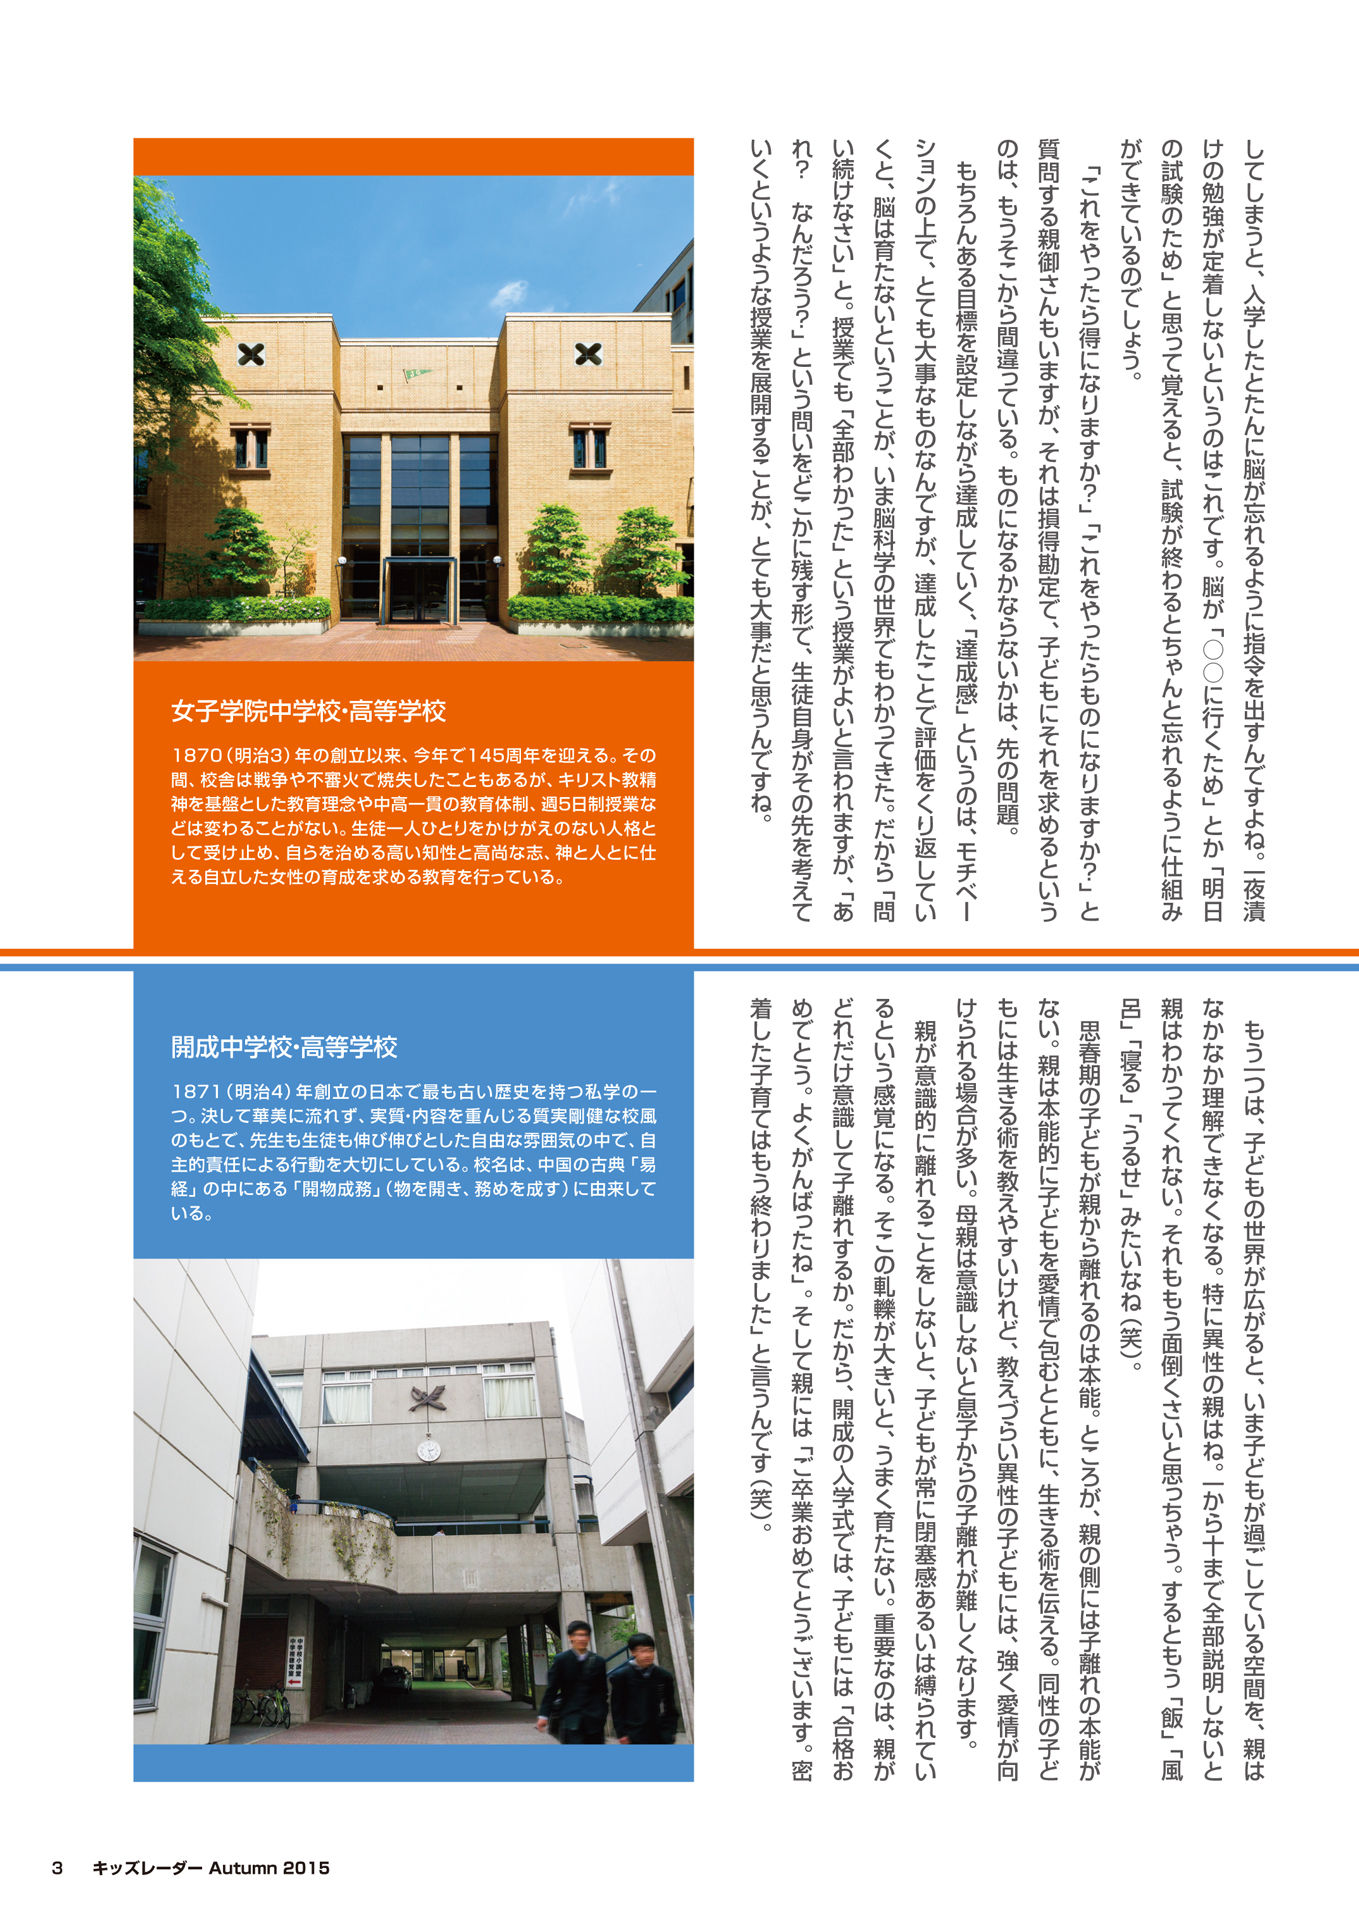 してしまうと、入学したとたんに脳が忘れるように指令を出すんですよね。一夜漬
けの勉強が定着しないというのはこれです。脳が「○○に行くため」とか「明日
の試験のため」と思って覚えると、試験が終わるとちゃんと忘れるように仕組み
ができているのでしょう。
「これをやったら得になりますか?」「これをやったらものになりますか?」と
質問する親御さんもいますが、それは損得勘定で、子どもにそれを求めるという
のは、もうそこから間違っている。ものになるかならないかは、先の問題。
もちろんある目標を設定しながら達成していく、「達成感」というのは、モチベー
ションの上で、とても大事なものなんですが、達成したことで評価をくり返してい
くと、脳は育たないということが、いま脳科学の世界でもわかってきた。だから「問
い続けなさい」と。授業でも「全部わかった」という授業がよいと言われますが、「あ
れ? なんだろう?」という問いをどこかに残す形で、生徒自身がその先を考えて
いくというような授業を展開することが、とても大事だと思うんですね。
女子学院中学校・高等学校
1870（明治3）年の創立以来、今年で145周年を迎える。その
間、校舎は戦争や不審火で焼失したこともあるが、キリスト教精
神を基盤とした教育理念や中高一貫の教育体制、週5日制授業な
どは変わることがない。生徒一人ひとりをかけがえのない人格と
して受け止め、自らを治める高い知性と高尚な志、神と人とに仕
える自立した女性の育成を求める教育を行っている。
もう一つは、子どもの世界が広がると、いま子どもが過ごしている空間を、親は
なかなか理解できなくなる。特に異性の親はね。一から十まで全部説明しないと
親はわかってくれない。それももう面倒くさいと思っちゃう。するともう「飯」「風
呂」「寝る」「うるせ」みたいなね（笑）。
思春期の子どもが親から離れるのは本能。ところが、親の側には子離れの本能が
ない。親は本能的に子どもを愛情で包むとともに、生きる術を伝える。同性の子ど
もには生きる術を教えやすいけれど、教えづらい異性の子どもには、強く愛情が向
けられる場合が多い。母親は意識しないと息子からの子離れが難しくなります。
親が意識的に離れることをしないと、子どもが常に閉塞感あるいは縛られてい
るという感覚になる。そこの軋轢が大きいと、うまく育たない。重要なのは、親が
どれだけ意識して子離れするか。だから、開成の入学式では、子どもには「合格お
めでとう。よくがんばったね」。そして親には「ご卒業おめでとうございます。密
着した子育てはもう終わりました」と言うんです（笑）。
開成中学校・高等学校
1871（明治4）年創立の日本で最も古い歴史を持つ私学の一
つ。決して華美に流れず、実質・内容を重んじる質実剛健な校風
のもとで、先生も生徒も伸び伸びとした自由な雰囲気の中で、自
主的責任による行動を大切にしている。校名は、中国の古典「易
経」の中にある「開物成務」（物を開き、務めを成す）に由来して
いる。
中学校小講堂
中学校視聴覚室
3 キッズレーダー Autumn 2015